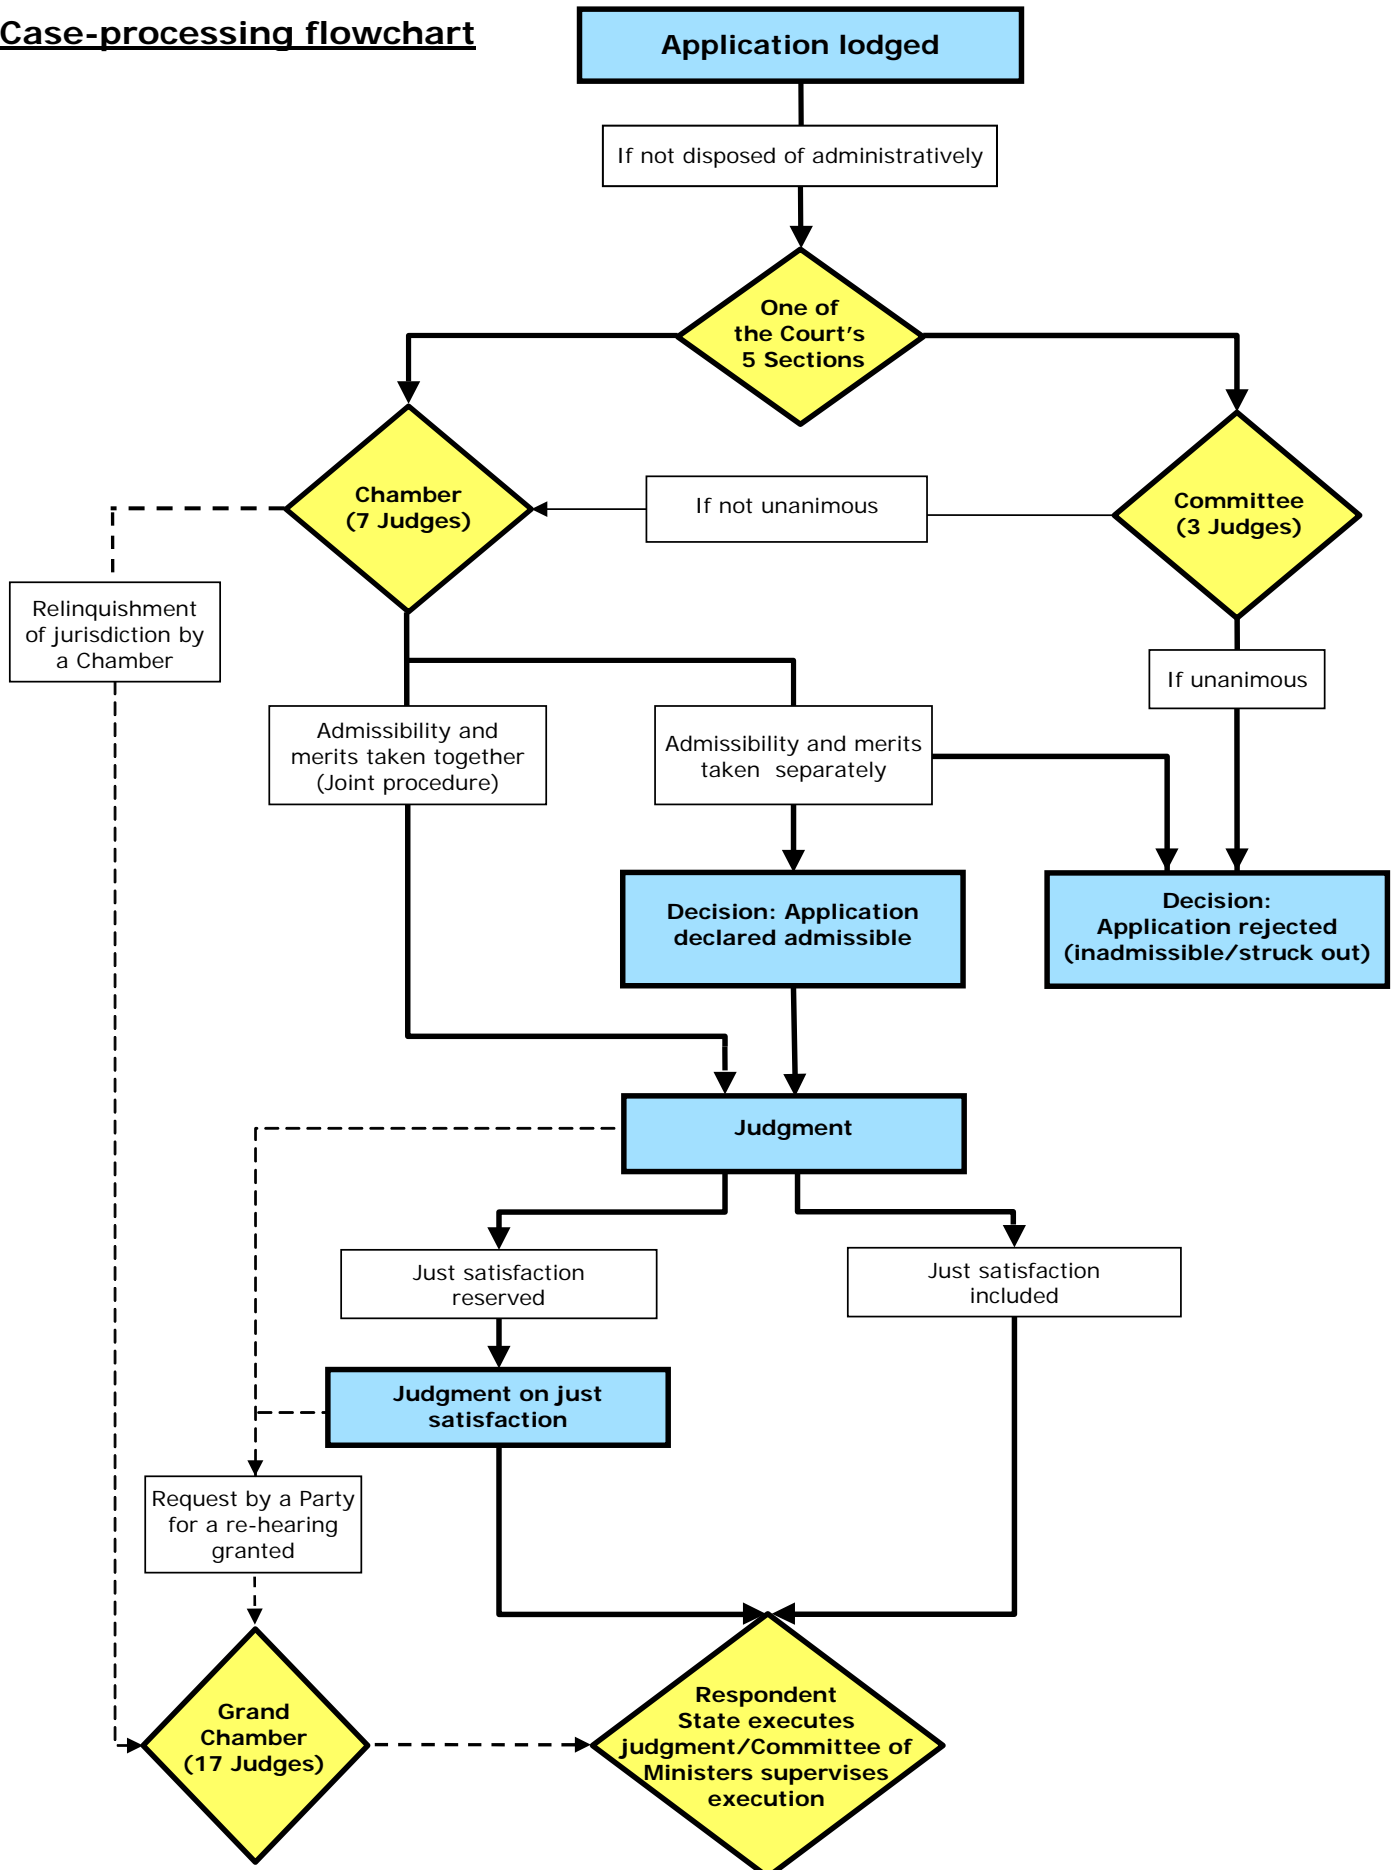 Case-processing flowchart
Application lodged
If not disposed of administratively
One of
the Court's
5 Sections
Chamber
(7 Judges)
If not unanimous
Committee
(3 Judges)
Relinquishment
of jurisdiction by
a Chamber
If unanimous
Admissibility and
merits taken together
(Joint procedure)
Admissibility and merits
taken separately
Decision: Application
declared admissible
Decision:
Application rejected
(inadmissible/struck out)
Judgment
Just satisfaction
reserved
Just satisfaction
included
Judgment on just
satisfaction
Request by a Party
for a re-hearing
granted
Grand
Chamber
(17 Judges)
Respondent
State executes
judgment/Committee of
Ministers supervises
execution